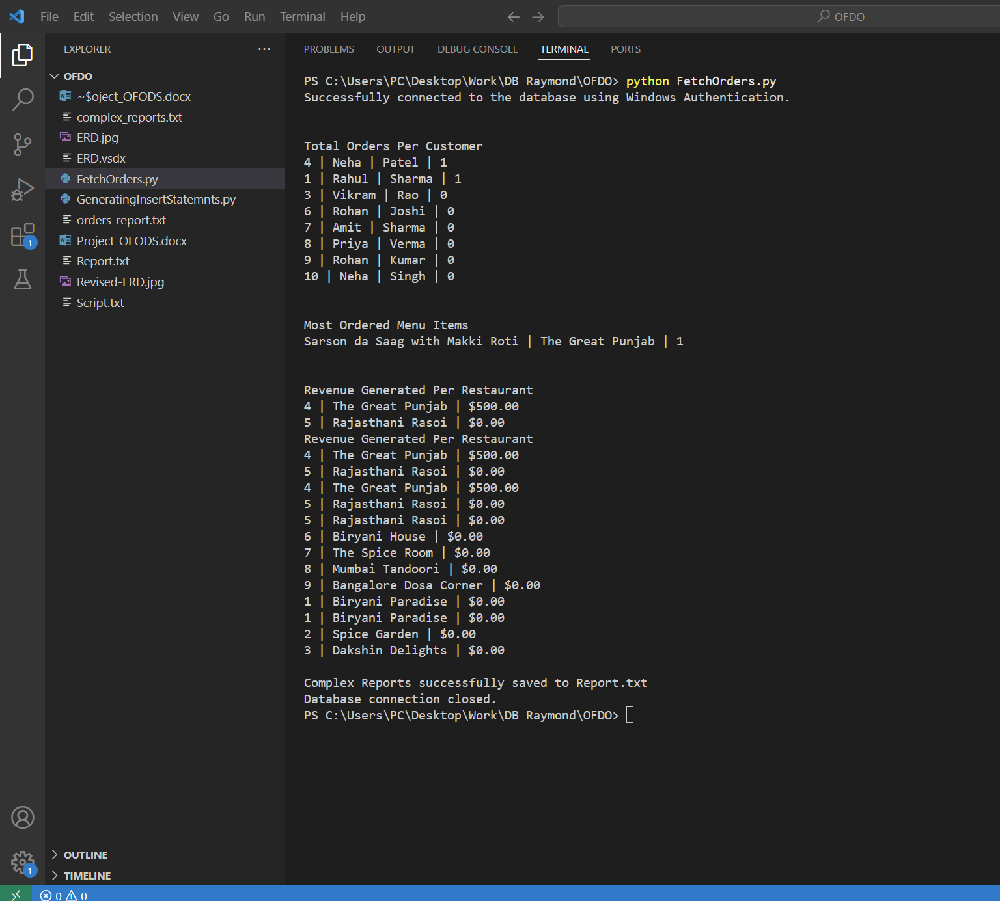 File Edit Selection View Go Run Terminal Help
OFDO
EXPLORER
OFDO
~$oject_OFODS.docx
complex_reports.txt
ERD.jpg
ERD.vsdx
FetchOrders.py
GeneratingInsertStatemnts.py
orders_report.txt
Project_OFODS.docx
Report.txt
Revised-ERD.jpg
Script.txt
1
1
OUTLINE
TIMELINE
PROBLEMS OUTPUT DEBUG CONSOLE TERMINAL PORTS
PS C:\Users\PC\Desktop\Work\DB Raymond\OFDO> python FetchOrders.py
Successfully connected to the database using Windows Authentication.
Total Orders Per Customer
4 | Neha | Patel | 1
1 | Rahul | Sharma | 1
3 | Vikram | Rao | 0
6 | Rohan | Joshi | 0
7 | Amit | Sharma | 0
8 | Priya | Verma | 0
9 | Rohan | Kumar | 0
10 | Neha | Singh | 0
Most Ordered Menu Items
Sarson da Saag with Makki Roti | The Great Punjab | 1
Revenue Generated Per Restaurant
4 | The Great Punjab | $500.00
5 | Rajasthani Rasoi | $0.00
Revenue Generated Per Restaurant
4 | The Great Punjab | $500.00
5 | Rajasthani Rasoi | $0.00
4 | The Great Punjab | $500.00
5 | Rajasthani Rasoi | $0.00
5 | Rajasthani Rasoi | $0.00
6 | Biryani House | $0.00
7 | The Spice Room | $0.00
8 | Mumbai Tandoori | $0.00
9 | Bangalore Dosa Corner | $0.00
1 | Biryani Paradise | $0.00
1 | Biryani Paradise | $0.00
2 | Spice Garden | $0.00
3 | Dakshin Delights | $0.00
Complex Reports successfully saved to Report.txt
Database connection closed.
PS C:\Users\PC\Desktop\Work\DB Raymond\OFDO>
0 0